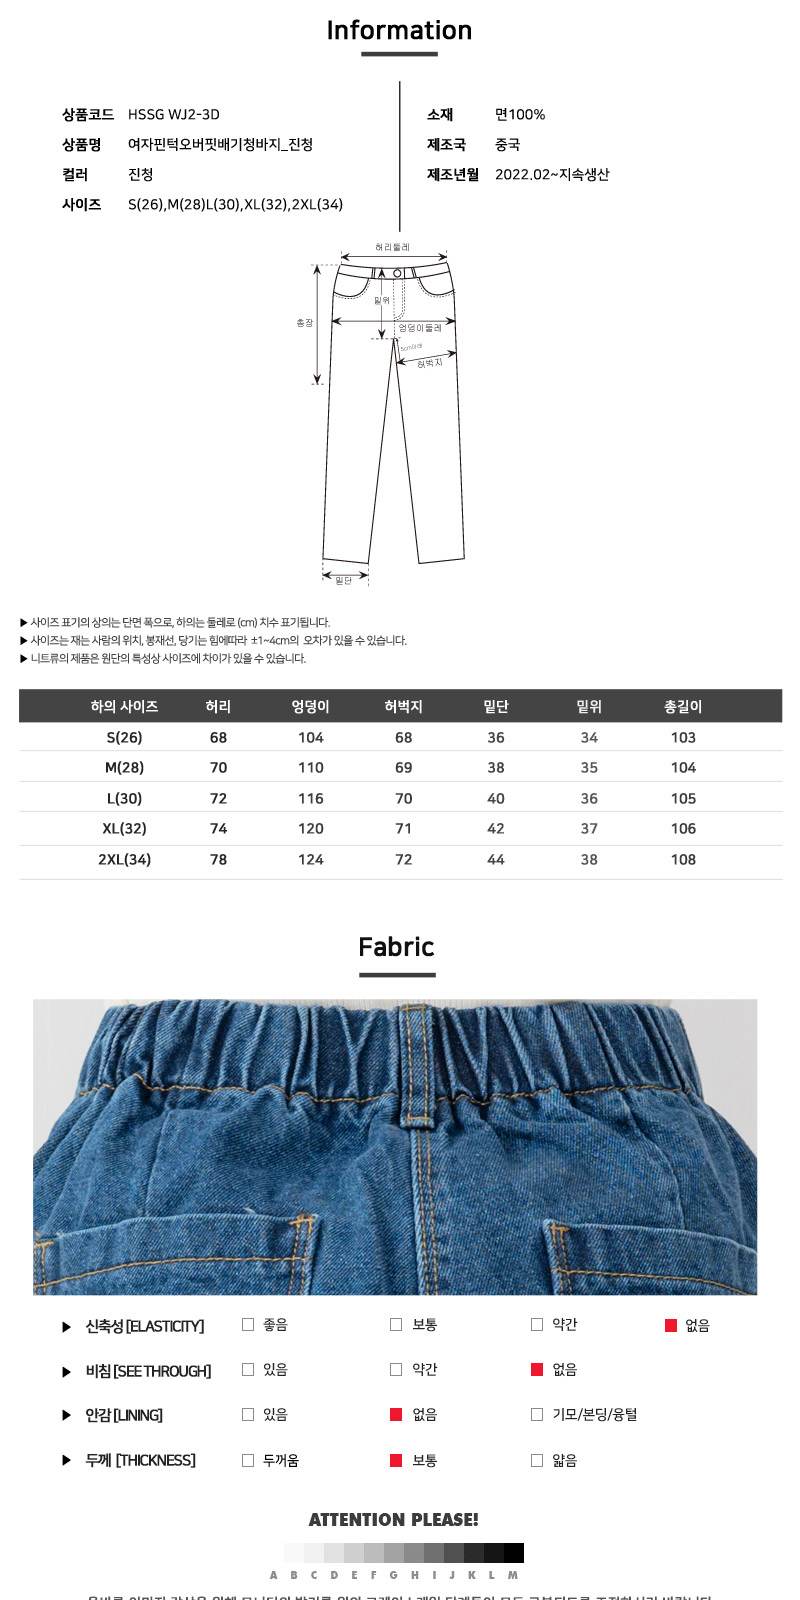 Information
상품코드 HSSG WJ2-3D
상품명 여자핀턱오버핏배기청바지_진청
컬러 진청
사이즈 S(26),M(28)L(30),XL(32),2XL(34)
소재 면100%
제조국 중국
제조년월 2022.02~지속생산
허리둘레
밑위
총장
엉덩이둘레
5cm아래
허벅지
밑단
▶ 사이즈 표기의 상의는 단면 폭으로, 하의는 둘레로 (cm) 치수 표기됩니다.
▶ 사이즈는 재는 사람의 위치, 봉재선, 당기는 힘에따라 ±1~4cm의 오차가 있을 수 있습니다.
▶ 니트류의 제품은 원단의 특성상 사이즈에 차이가 있을 수 있습니다.
하의 사이즈 허리 엉덩이 허벅지 밑단 밑위 총길이
S(26) 68 104 68 36 34 103
M(28) 70 110 69 38 35 104
L(30) 72 116 70 40 36 105
XL(32) 74 120 71 42 37 106
2XL(34) 78 124 72 44 38 108
Fabric
▶ 신축성 [ELASTICITY] □ 좋음 □ 보통 □ 약간 ■ 없음
▶ 비침 [SEE THROUGH] □ 있음 □ 약간 ■ 없음
▶ 안감 [LINING] □ 있음 ■ 없음 □ 기모/본딩/융털
▶ 두께 [THICKNESS] □ 두꺼움 ■ 보통 □ 얇음
ATTENTION PLEASE!
A B C D E F G H I J K L M